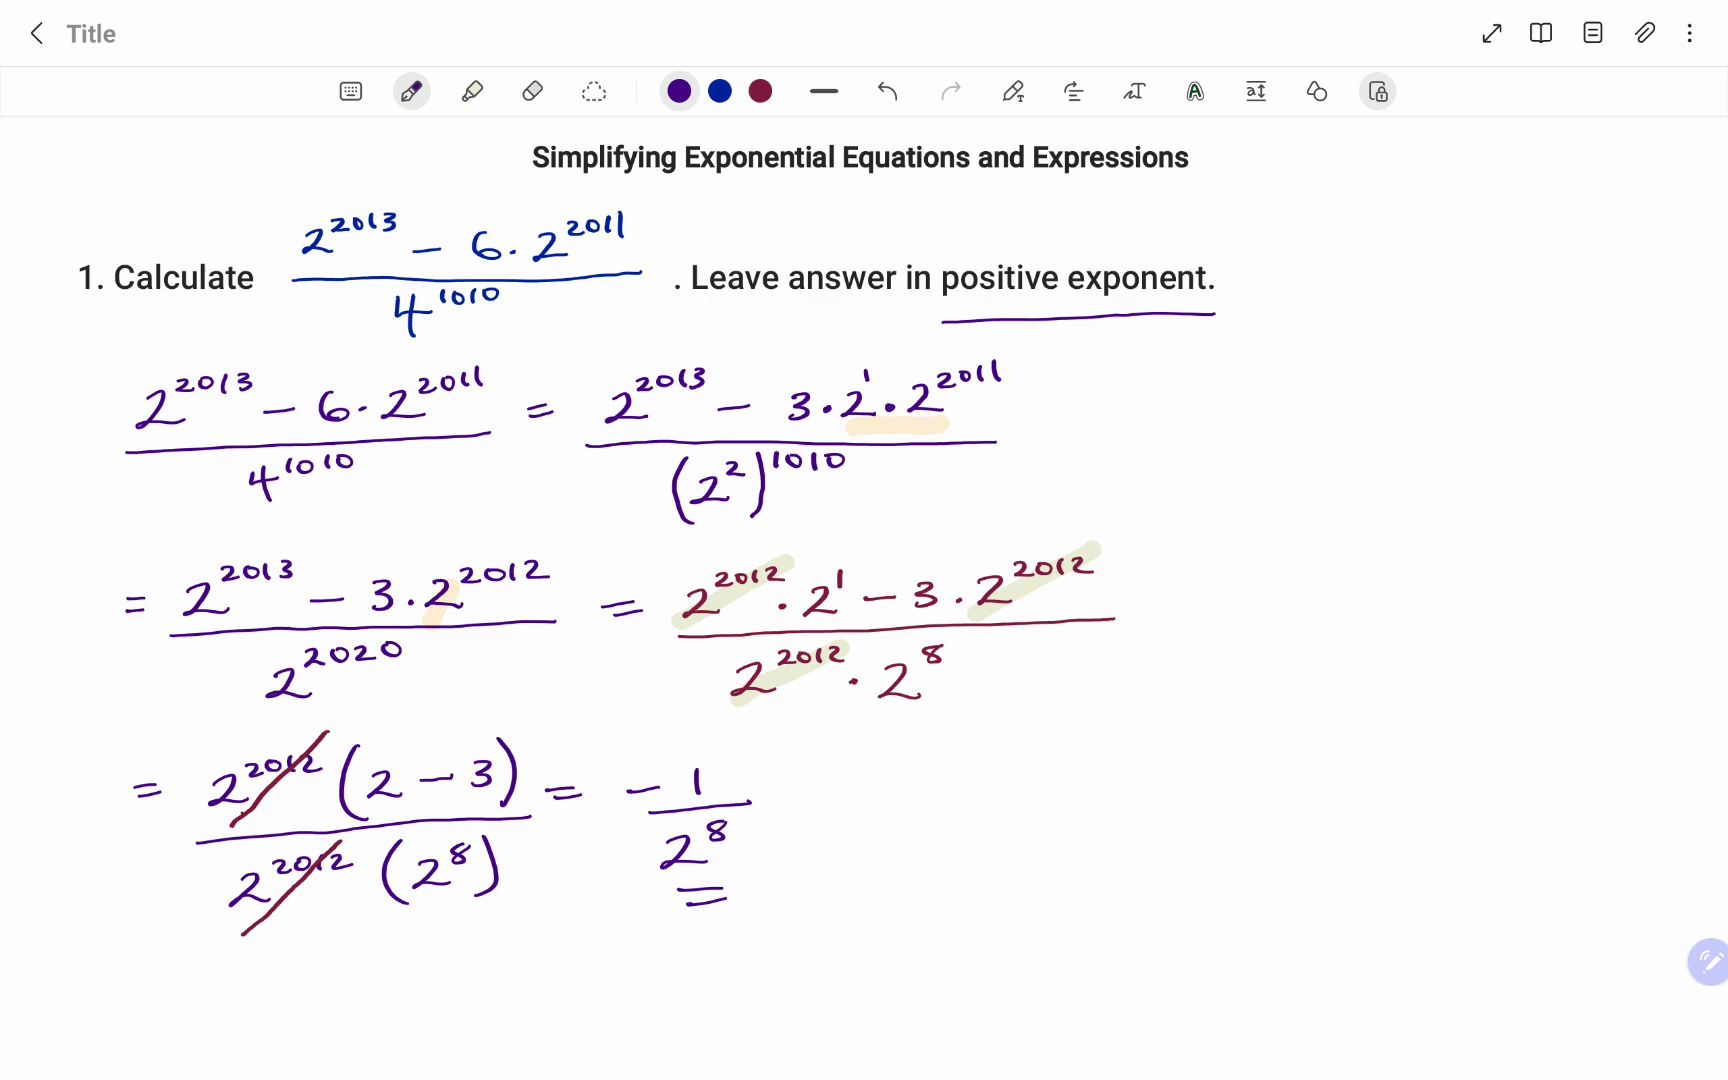 Title
Simplifying Exponential Equations and Expressions
1. Calculate (2^2013 − 6 · 2^2011) / 4^1010 . Leave answer in positive exponent.
(2^2013 − 6 · 2^2011) / 4^1010 = (2^2013 − 3 · 2^1 · 2^2011) / (2^2)^1010
= (2^2013 − 3 · 2^2012) / 2^2020 = (2^2012 · 2^1 − 3 · 2^2012) / (2^2012 · 2^8)
= 2^2012 (2 − 3) / 2^2012 (2^8) = − 1 / 2^8